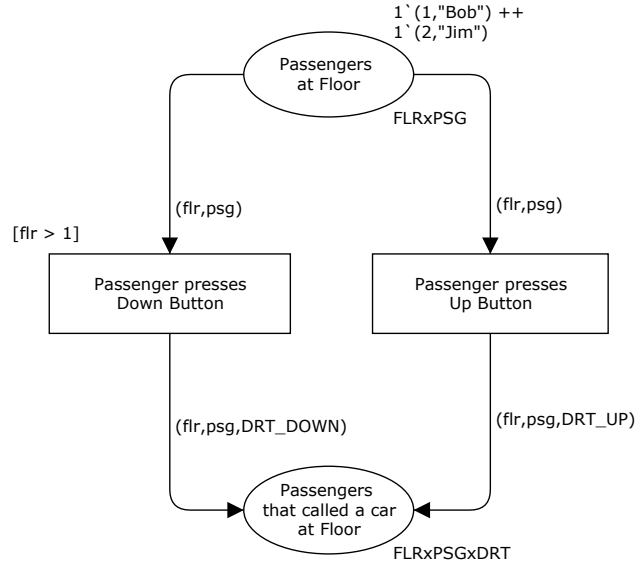 1`(1,"Bob") ++
1`(2,"Jim")
Passengers
at Floor
FLRxPSG
(flr,psg)
(flr,psg)
[flr > 1]
Passenger presses
Down Button
Passenger presses
Up Button
(flr,psg,DRT_DOWN)
(flr,psg,DRT_UP)
Passengers
that called a car
at Floor
FLRxPSGxDRT